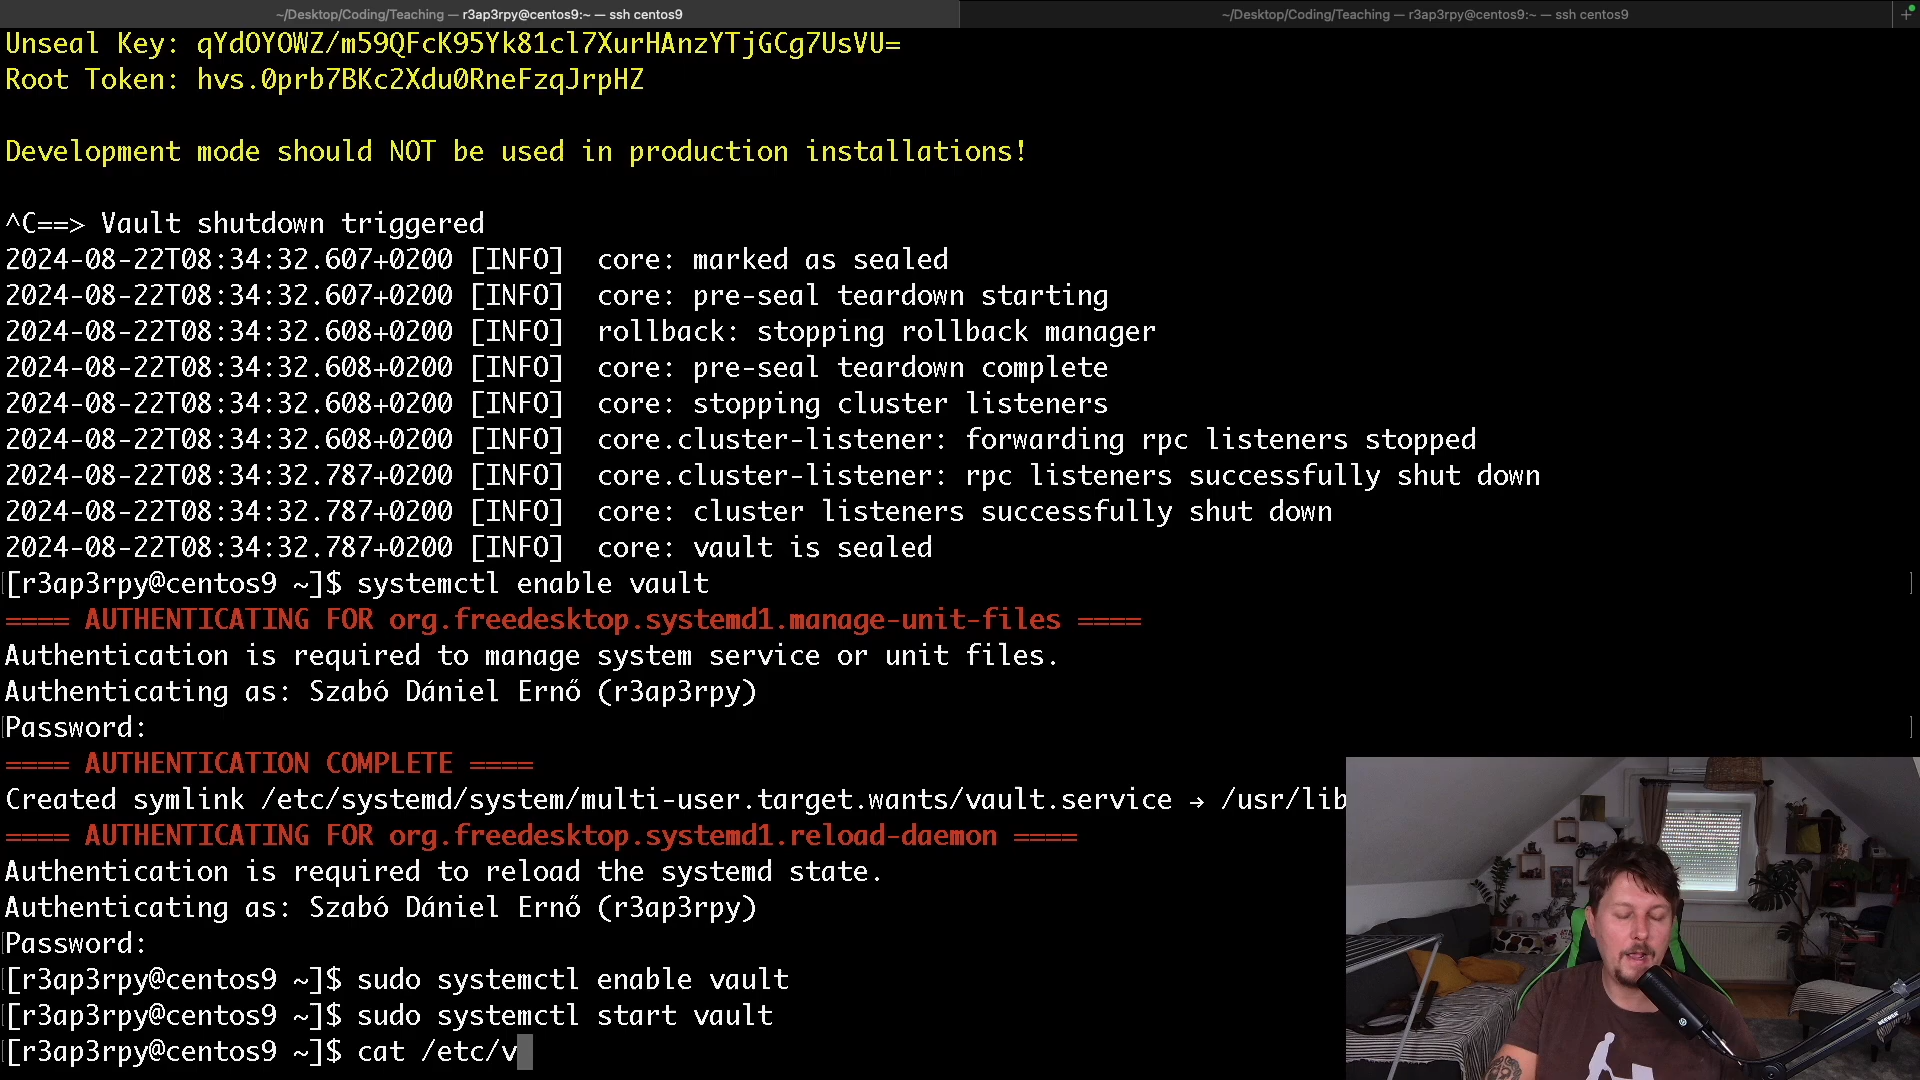 ~/Desktop/Coding/Teaching — r3ap3rpy@centos9:~ — ssh centos9
~/Desktop/Coding/Teaching — r3ap3rpy@centos9:~ — ssh centos9
Unseal Key: qYdOYOWZ/m59QFcK95Yk81cl7XurHAnzYTjGCg7UsVU=
Root Token: hvs.0prb7BKc2Xdu0RneFzqJrpHZ
Development mode should NOT be used in production installations!
^C==> Vault shutdown triggered
2024-08-22T08:34:32.607+0200 [INFO]  core: marked as sealed
2024-08-22T08:34:32.607+0200 [INFO]  core: pre-seal teardown starting
2024-08-22T08:34:32.608+0200 [INFO]  rollback: stopping rollback manager
2024-08-22T08:34:32.608+0200 [INFO]  core: pre-seal teardown complete
2024-08-22T08:34:32.608+0200 [INFO]  core: stopping cluster listeners
2024-08-22T08:34:32.608+0200 [INFO]  core.cluster-listener: forwarding rpc listeners stopped
2024-08-22T08:34:32.787+0200 [INFO]  core.cluster-listener: rpc listeners successfully shut down
2024-08-22T08:34:32.787+0200 [INFO]  core: cluster listeners successfully shut down
2024-08-22T08:34:32.787+0200 [INFO]  core: vault is sealed
[r3ap3rpy@centos9 ~]$ systemctl enable vault
==== AUTHENTICATING FOR org.freedesktop.systemd1.manage-unit-files ====
Authentication is required to manage system service or unit files.
Authenticating as: Szabó Dániel Ernő (r3ap3rpy)
Password:
==== AUTHENTICATION COMPLETE ====
Created symlink /etc/systemd/system/multi-user.target.wants/vault.service → /usr/lib
==== AUTHENTICATING FOR org.freedesktop.systemd1.reload-daemon ====
Authentication is required to reload the systemd state.
Authenticating as: Szabó Dániel Ernő (r3ap3rpy)
Password:
[r3ap3rpy@centos9 ~]$ sudo systemctl enable vault
[r3ap3rpy@centos9 ~]$ sudo systemctl start vault
[r3ap3rpy@centos9 ~]$ cat /etc/v